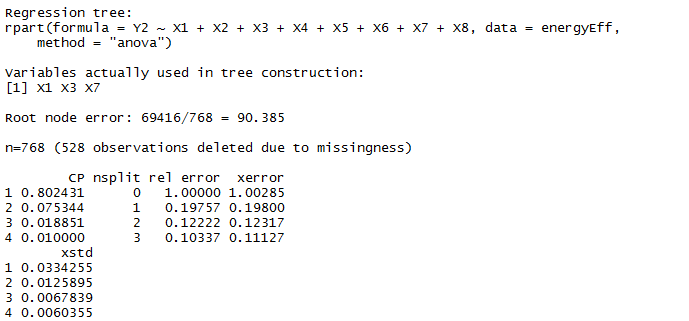 Regression tree:
rpart(formula = Y2 ~ X1 + X2 + X3 + X4 + X5 + X6 + X7 + X8, data = energyEff,
    method = "anova")
Variables actually used in tree construction:
[1] X1 X3 X7
Root node error: 69416/768 = 90.385
n=768 (528 observations deleted due to missingness)
        CP nsplit rel error  xerror
1 0.802431      0   1.00000 1.00285
2 0.075344      1   0.19757 0.19800
3 0.018851      2   0.12222 0.12317
4 0.010000      3   0.10337 0.11127
       xstd
1 0.0334255
2 0.0125895
3 0.0067839
4 0.0060355